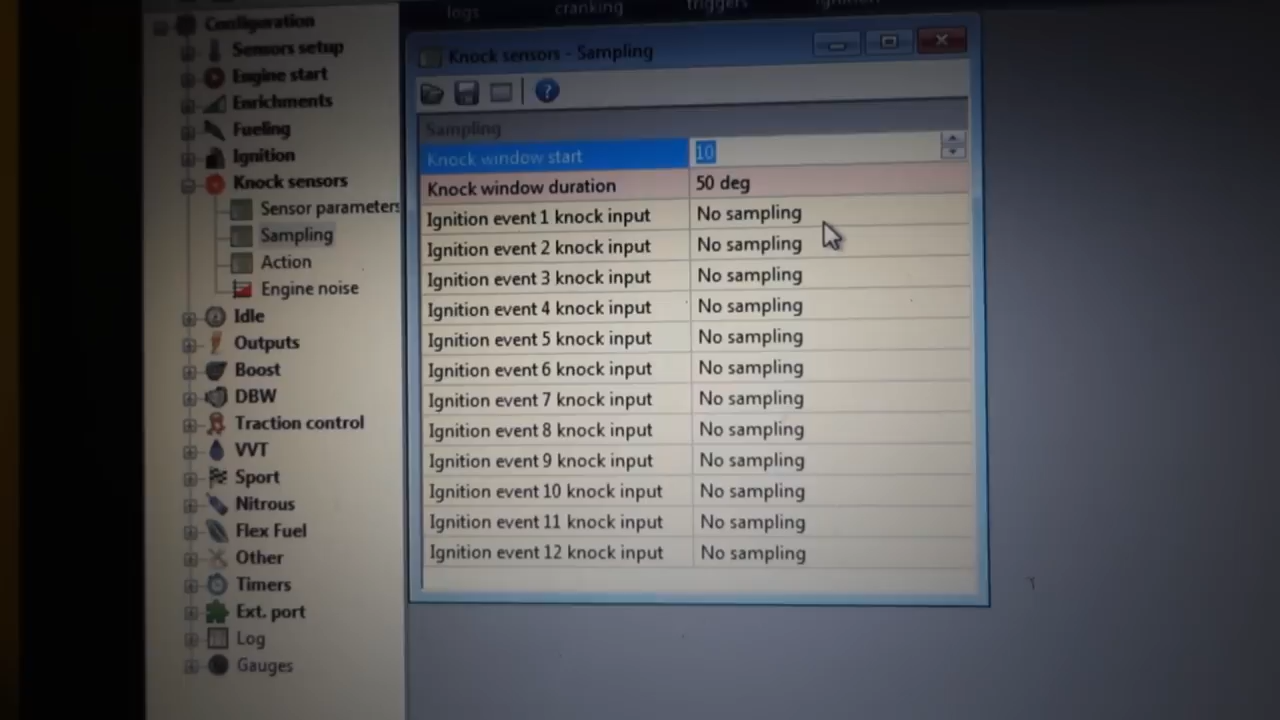 logs cranking triggers ignition
Configuration
Sensors setup
Engine start
Enrichments
Fueling
Ignition
Knock sensors
Sensor parameters
Sampling
Action
Engine noise
Idle
Outputs
Boost
DBW
Traction control
VVT
Sport
Nitrous
Flex Fuel
Other
Timers
Ext. port
Log
Gauges
Knock sensors - Sampling
Sampling
Knock window start 10
Knock window duration 50 deg
Ignition event 1 knock input No sampling
Ignition event 2 knock input No sampling
Ignition event 3 knock input No sampling
Ignition event 4 knock input No sampling
Ignition event 5 knock input No sampling
Ignition event 6 knock input No sampling
Ignition event 7 knock input No sampling
Ignition event 8 knock input No sampling
Ignition event 9 knock input No sampling
Ignition event 10 knock input No sampling
Ignition event 11 knock input No sampling
Ignition event 12 knock input No sampling